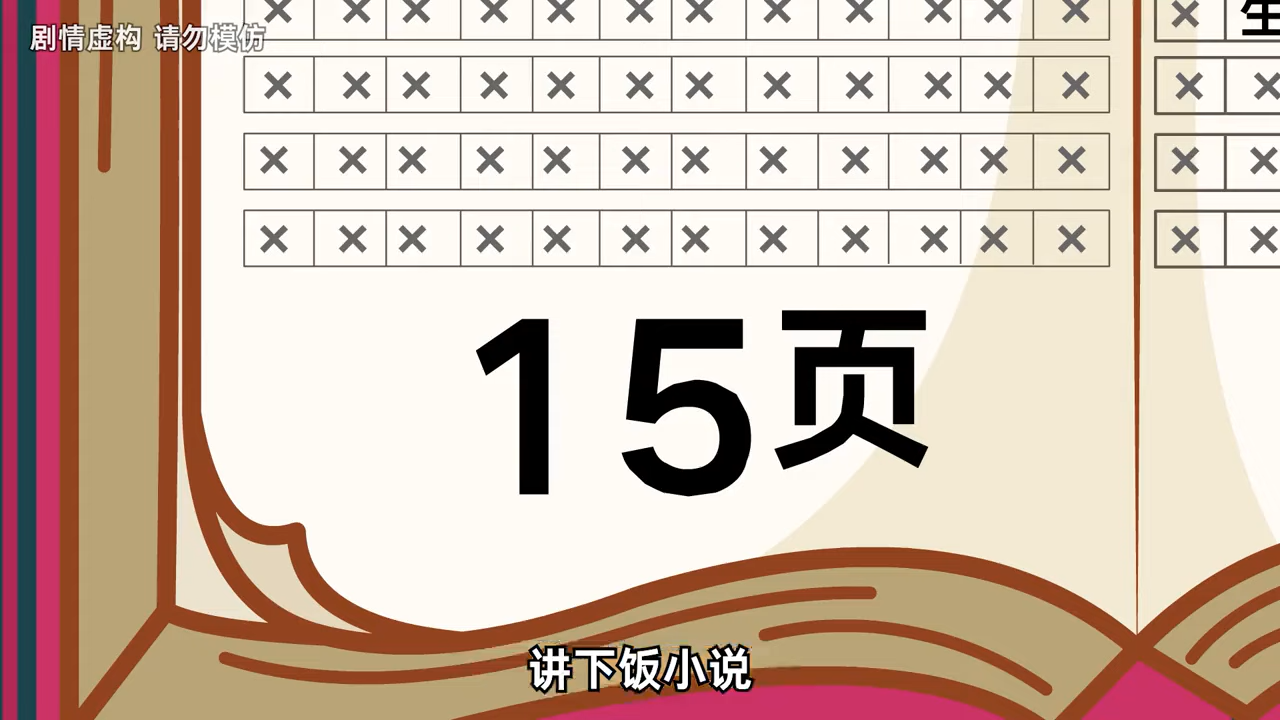 剧情虚构 请勿模仿
× × × × × × × × × × × × ×
× × × × × × × × × × × × × ×
× × × × × × × × × × × × × ×
× × × × × × × × × × × × × ×
15页
讲下饭小说